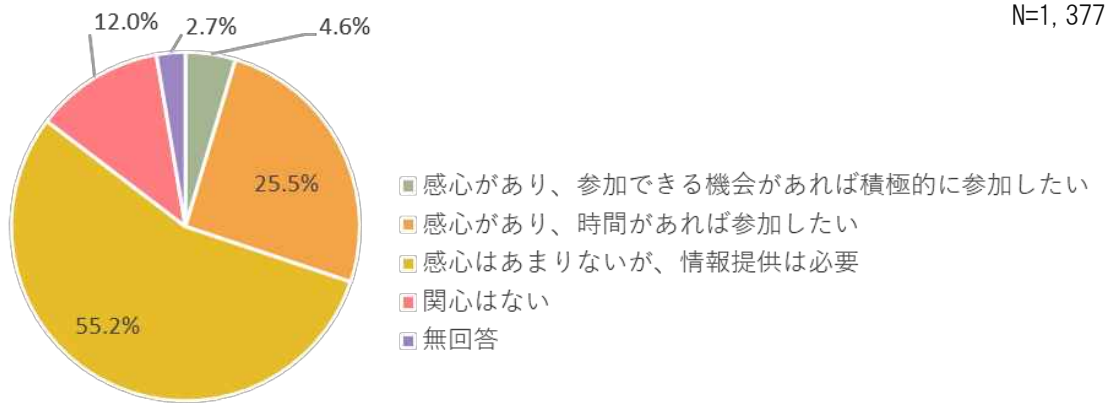 N=1,377
12.0%
2.7%
4.6%
25.5%
55.2%
感心があり、参加できる機会があれば積極的に参加したい
感心があり、時間があれば参加したい
感心はあまりないが、情報提供は必要
関心はない
無回答